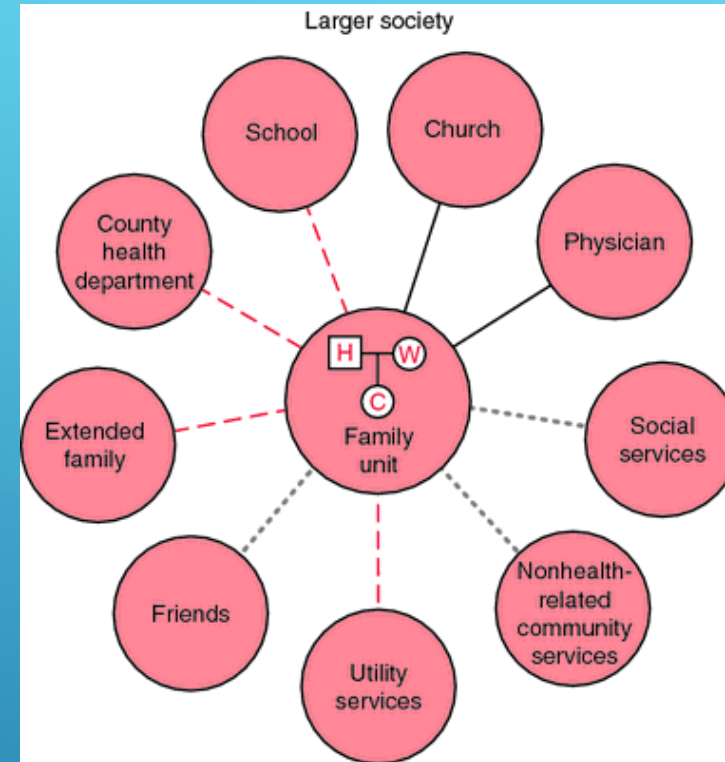 Larger society
School
Church
County
health
department
Physician
H
W
C
Family
unit
Extended
family
Social
services
Friends
Nonhealth-
related
community
services
Utility
services